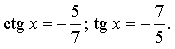 ctg x = −5/7; tg x = −7/5.